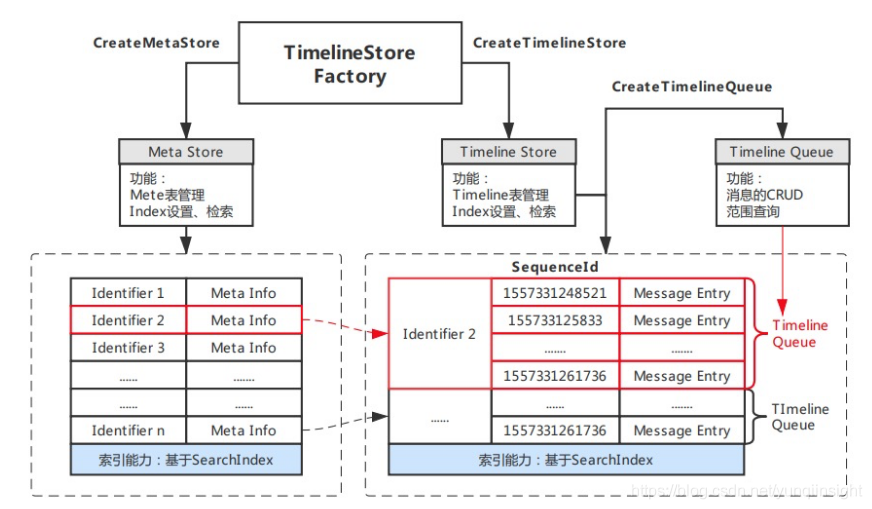 CreateMetaStore
TimelineStore
Factory
CreateTimelineStore
CreateTimelineQueue
Meta Store
功能：
Mete表管理
Index设置、检索
Timeline Store
功能：
Timeline表管理
Index设置、检索
Timeline Queue
功能：
消息的CRUD
范围查询
Identifier 1 Meta Info
Identifier 2 Meta Info
Identifier 3 Meta Info
...... .......
...... ......
Identifier n Meta Info
索引能力：基于SearchIndex
SequenceId
Identifier 2
1557331248521 Message Entry
155733125833 Message Entry
....... .......
1557331261736 Message Entry
......
...... .......
1557331261736 Message Entry
索引能力：基于SearchIndex
Timeline
Queue
TImeline
Queue
https://blog.csdn.net/yunqiinsight